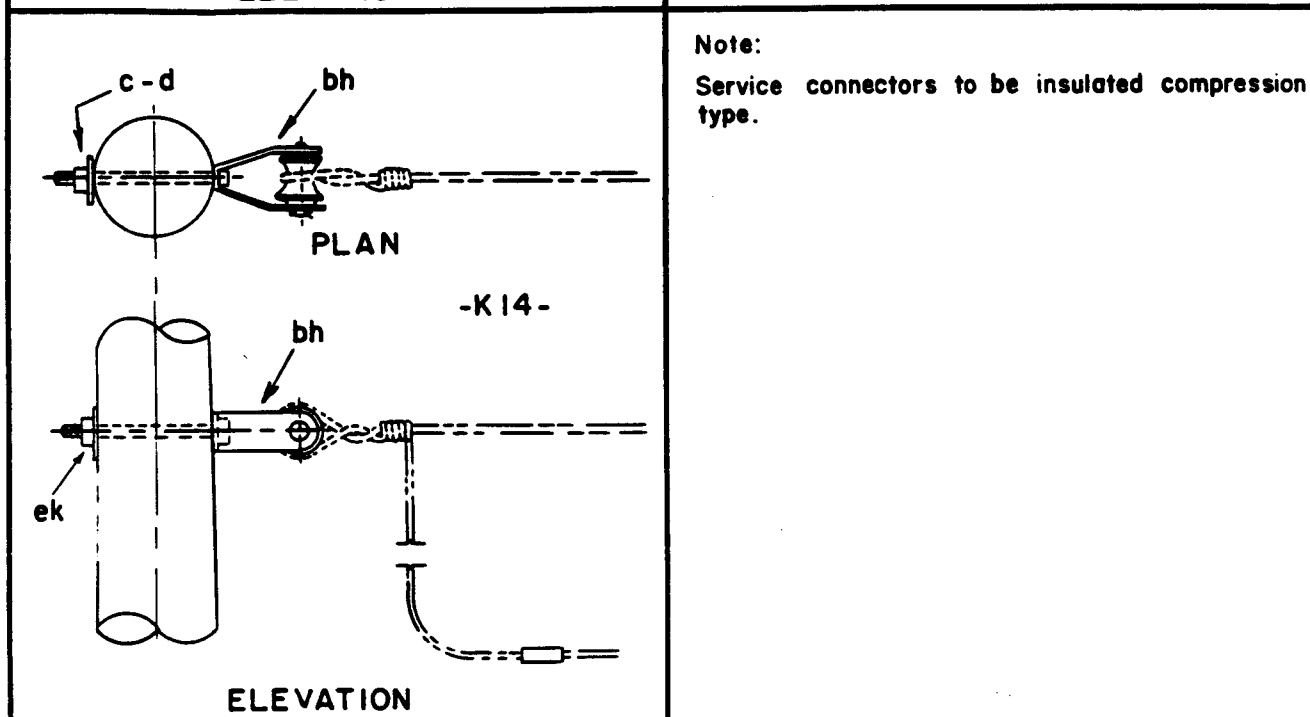 c-d
bh
PLAN
-K14-
bh
ek
ELEVATION
Note:
Service connectors to be insulated compression
type.